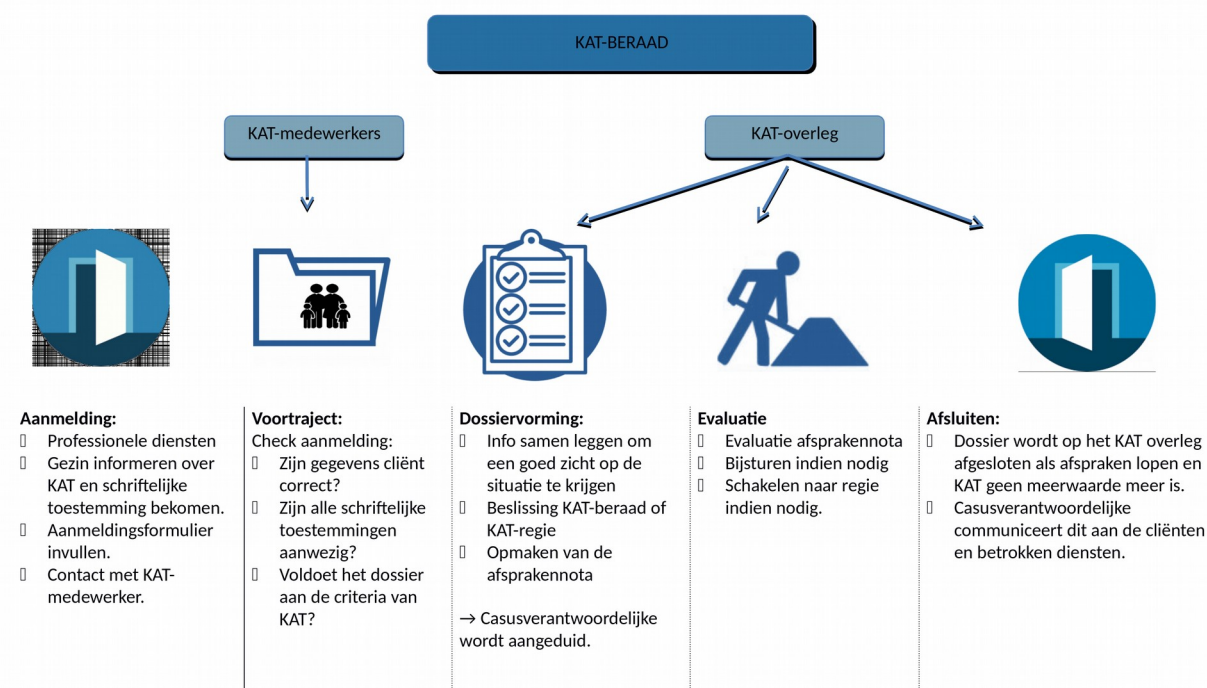 KAT-BERAAD
KAT-medewerkers
KAT-overleg
Aanmelding:
Professionele diensten
Gezin informeren over
KAT en schriftelijke
toestemming bekomen.
Aanmeldingsformulier
invullen.
Contact met KAT-
medewerker.
Voortraject:
Check aanmelding:
Zijn gegevens cliënt
correct?
Zijn alle schriftelijke
toestemmingen
aanwezig?
Voldoet het dossier
aan de criteria van
KAT?
Dossiervorming:
Info samen leggen om
een goed zicht op de
situatie te krijgen
Beslissing KAT-beraad of
KAT-regie
Opmaken van de
afsprakennota
→ Casusverantwoordelijke
wordt aangeduid.
Evaluatie
Evaluatie afsprakennota
Bijsturen indien nodig
Schakelen naar regie
indien nodig.
Afsluiten:
Dossier wordt op het KAT overleg
afgesloten als afspraken lopen en
KAT geen meerwaarde meer is.
Casusverantwoordelijke
communiceert dit aan de cliënten
en betrokken diensten.